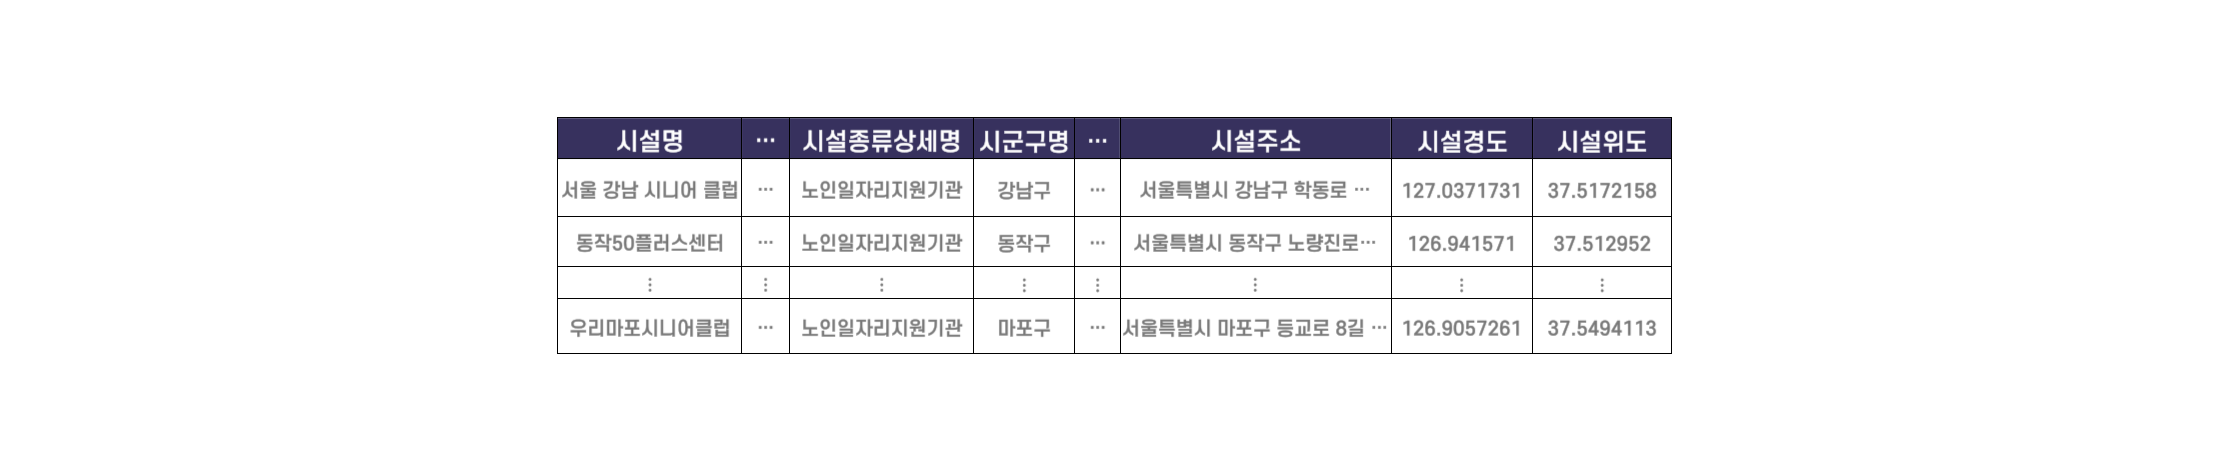 시설명 ··· 시설종류상세명 시군구명 ··· 시설주소 시설경도 시설위도
서울 강남 시니어 클럽 ··· 노인일자리지원기관 강남구 ··· 서울특별시 강남구 학동로 ··· 127.0371731 37.5172158
동작50플러스센터 ··· 노인일자리지원기관 동작구 ··· 서울특별시 동작구 노량진로··· 126.941571 37.512952
⋮ ⋮ ⋮ ⋮ ⋮ ⋮ ⋮ ⋮
우리마포시니어클럽 ··· 노인일자리지원기관 마포구 ··· 서울특별시 마포구 등교로 8길 ··· 126.9057261 37.5494113